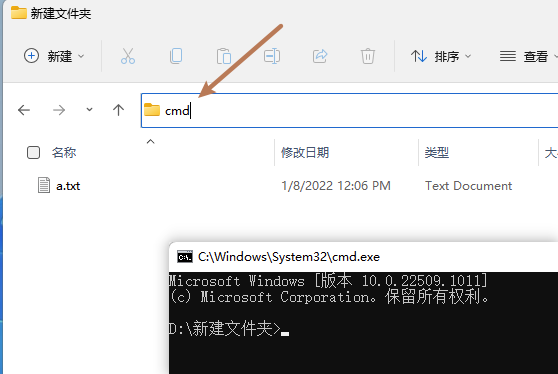 新建文件夹
新建 排序 查看
cmd
名称 修改日期 类型 大
a.txt 1/8/2022 12:06 PM Text Document
C:\Windows\System32\cmd.exe
Microsoft Windows [版本 10.0.22509.1011]
(c) Microsoft Corporation。保留所有权利。
D:\新建文件夹>